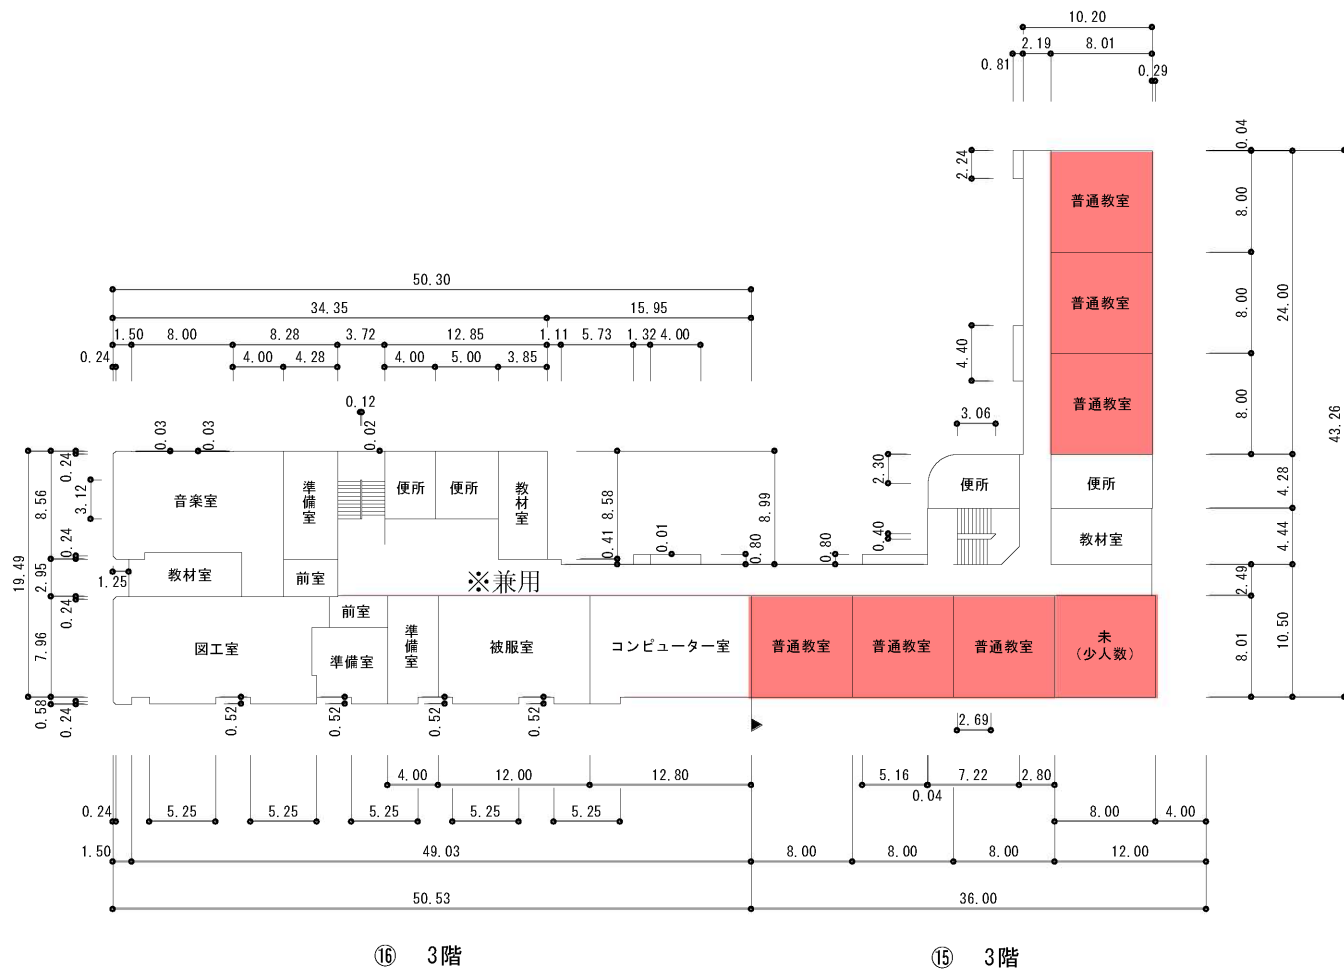 10.20
2.19 8.01
0.81
0.29
0.04
2.24
8.00
普通教室
50.30
8.00
24.00
普通教室
34.35 15.95
1.50 8.00 8.28 3.72 12.85 1.11 5.73 1.32 4.00
0.24
4.00 4.28 4.00 5.00 3.85
4.40
0.12
8.00
普通教室
43.26
3.06
0.03 0.03 0.02
0.24
8.56
3.12
0.24
音楽室
準備室
便所
便所
教材室
8.58
8.99
2.30
便所
便所
4.28
0.41
0.01
0.80
0.80
0.40
教材室
4.44
19.49
2.95
1.25
教材室
前室
※兼用
2.49
0.24
7.96
図工室
前室
準備室
準備室
被服室
コンピューター室
普通教室
普通教室
普通教室
未
(少人数)
8.01
10.50
0.58
0.24
0.52
0.52
0.52
0.52
2.69
4.00 12.00 12.80
5.16 7.22 2.80
0.04
0.24 5.25 5.25 5.25 5.25 5.25
8.00 4.00
1.50 49.03 8.00 8.00 8.00 12.00
50.53 36.00
⑯ 3階
⑮ 3階